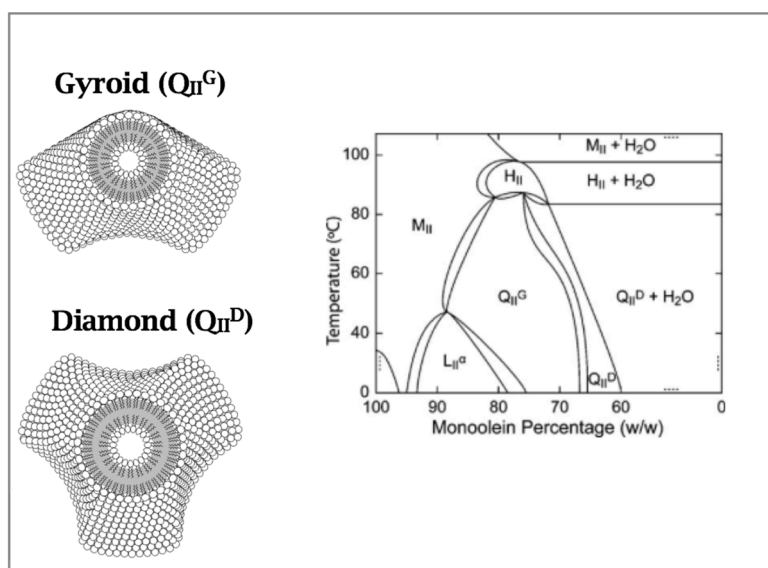 Gyroid (QIIG)
Diamond (QIID)
Temperature (ºC)
100
80
60
40
0
MII + H2O
HII
HII + H2O
MII
QIIG
QIID + H2O
LIIα
QIID
100 90 80 70 60 0
Monoolein Percentage (w/w)